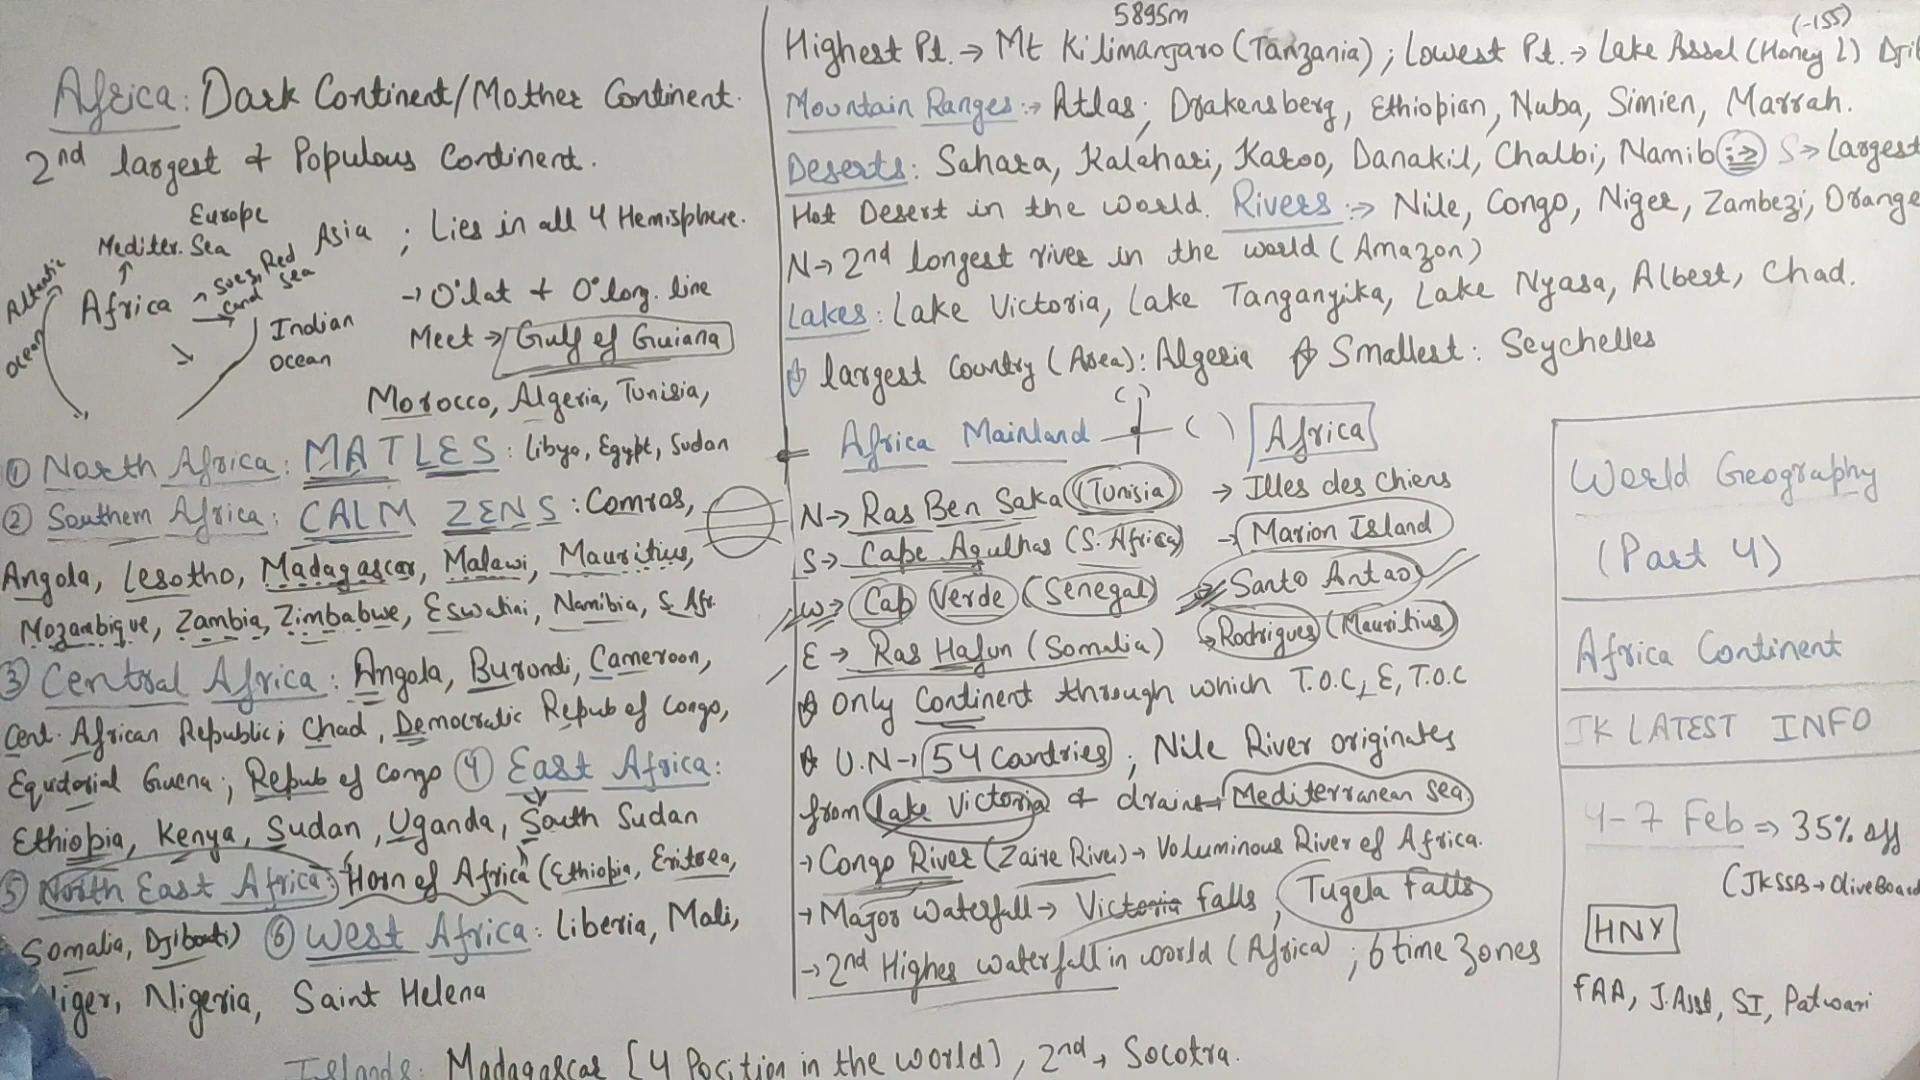 Africa: Dark Continent/Mother Continent.
2nd largest & Populous Continent.
Europe
Mediter. Sea
Asia ; Lies in all 4 Hemisphere.
Suez, Red
Sea
Atlantic
Ocean
Africa
Indian
Ocean
→ 0° lat + 0° long. line
Meet → Gulf of Guiana
Morocco, Algeria, Tunisia,
① North Africa: MATLES: Libya, Egypt, Sudan
② Southern Africa: CALM ZENS: Comros,
Angola, Lesotho, Madagascar, Malawi, Mauritius,
Mozambique, Zambia, Zimbabwe, Eswatini, Namibia, S. Afr
③ Central Africa: Angola, Burundi, Cameroon,
Cent. African Republic; Chad, Democratic Repub of Congo,
Equatorial Guena; Repub of Congo ④ East Africa:
Ethiopia, Kenya, Sudan, Uganda, South Sudan
⑤ North East Africa: Horn of Africa (Ethiopia, Eritrea,
Somalia, Djibouti) ⑥ West Africa: Liberia, Mali,
Niger, Nigeria, Saint Helena
Islands: Madagascar [4 Position in the world], 2nd → Socotra.
5895m
(-155)
Highest Pt. → Mt Kilimanjaro (Tanzania); Lowest Pt. → Lake Assal (Honey L) Dji
Mountain Ranges:→ Atlas; Drakensberg, Ethiopian, Nuba, Simien, Marrah.
Deserts: Sahara, Kalahari, Karoo, Danakil, Chalbi, Namib :→ S → Largest
Hot Desert in the world. Rivers:→ Nile, Congo, Niger, Zambezi, Orange
N → 2nd longest river in the world (Amazon)
Lakes: Lake Victoria, Lake Tanganyika, Lake Nyasa, Albert, Chad.
largest Country (Area): Algeria Smallest: Seychelles
Africa Mainland ( ) ( ) Africa
N → Ras Ben Saka (Tunisia) → Illes des Chiens
S → Cape Agulhas (S. Africa) → Marion Island
W → Cap Verde (Senegal) → Santo Antao
E → Ras Hafun (Somalia) → Rodrigues (Mauritius)
Only Continent through which T.O.C, E, T.O.C
U.N → 54 Countries; Nile River originates
from Lake Victoria & drains → Mediterranean Sea
→ Congo River (Zaire River) → Voluminous River of Africa.
→ Major Waterfall → Victoria falls, Tugela Falls
→ 2nd Highes waterfall in world (Africa); 6 time zones
World Geography
(Part 4)
Africa Continent
JK LATEST INFO
4-7 Feb ⇒ 35% off
(JKSSB → OliveBoard
HNY
FAA, J.Asst, SI, Patwari